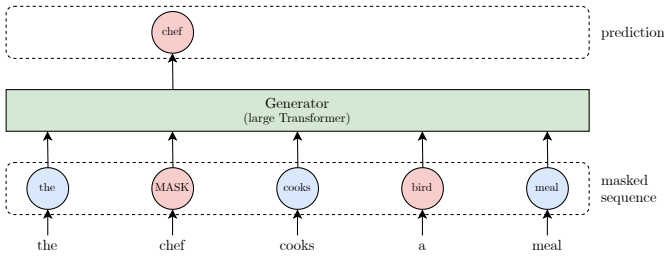 chef
prediction
Generator
(large Transformer)
the MASK cooks bird meal
masked
sequence
the chef cooks a meal